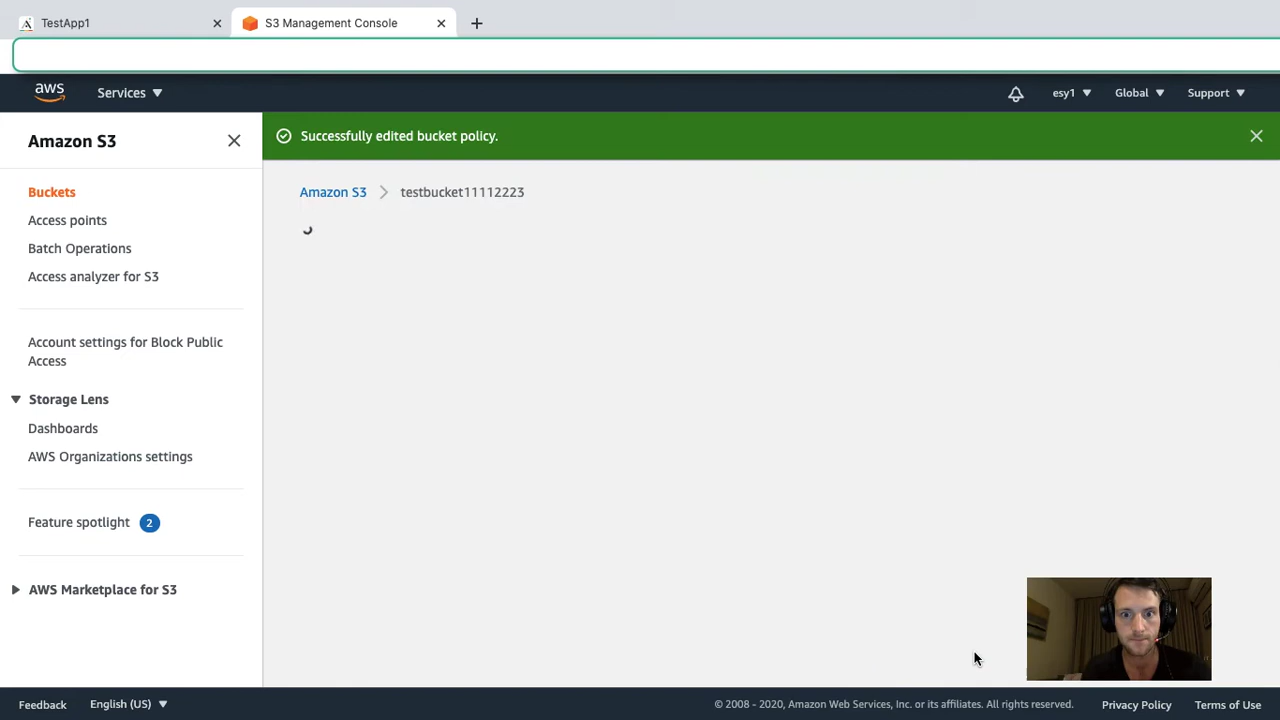 TestApp1
S3 Management Console
aws
Services
esy1
Global
Support
Amazon S3
Successfully edited bucket policy.
Amazon S3
testbucket11112223
Buckets
Access points
Batch Operations
Access analyzer for S3
Account settings for Block Public
Access
Storage Lens
Dashboards
AWS Organizations settings
Feature spotlight 2
AWS Marketplace for S3
Feedback
English (US)
© 2008 - 2020, Amazon Web Services, Inc. or its affiliates. All rights reserved.
Privacy Policy
Terms of Use